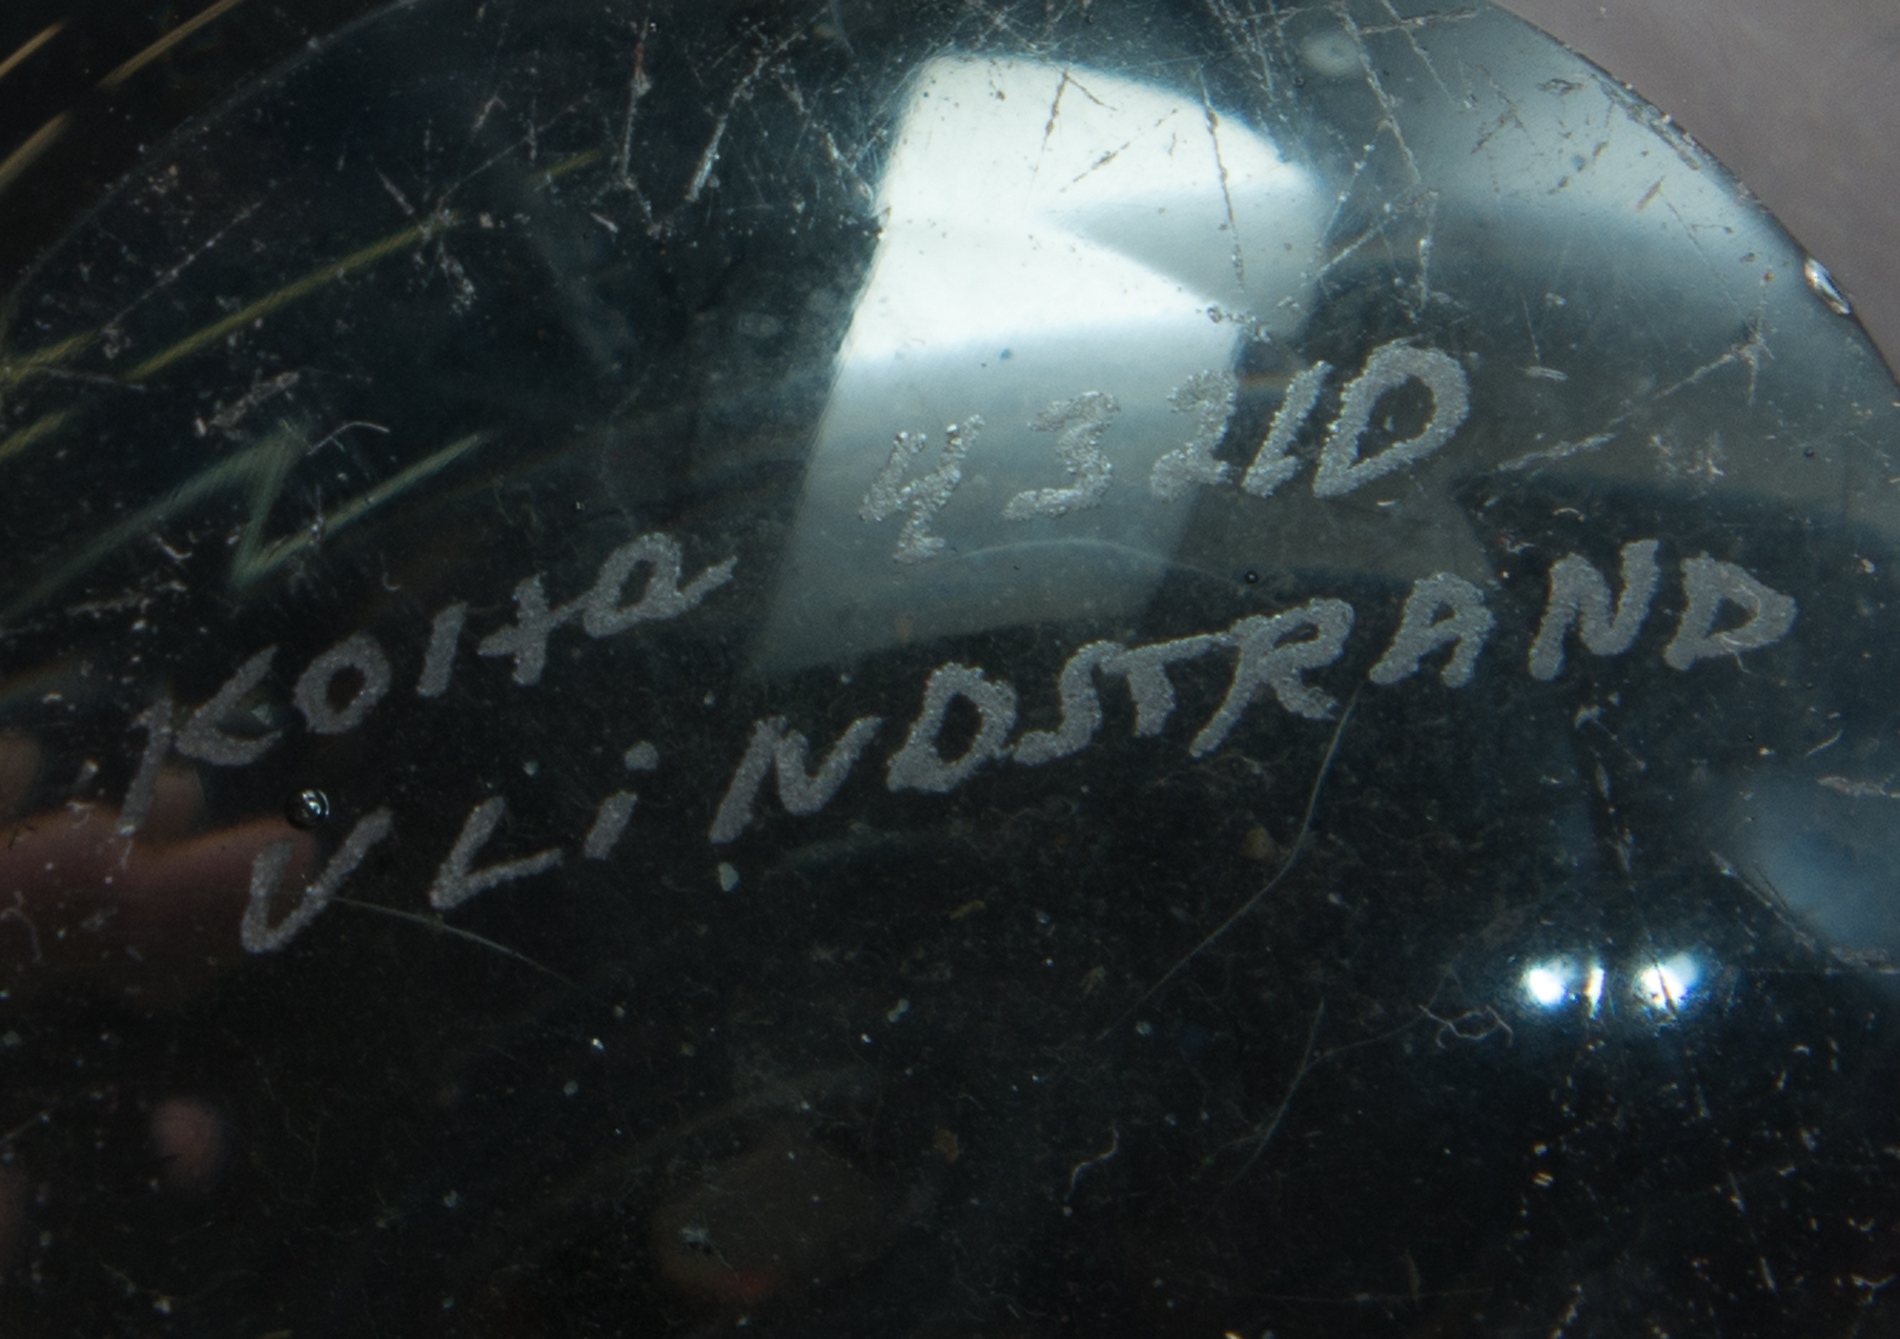 Kosta 4321D
V LiNDSTRAND